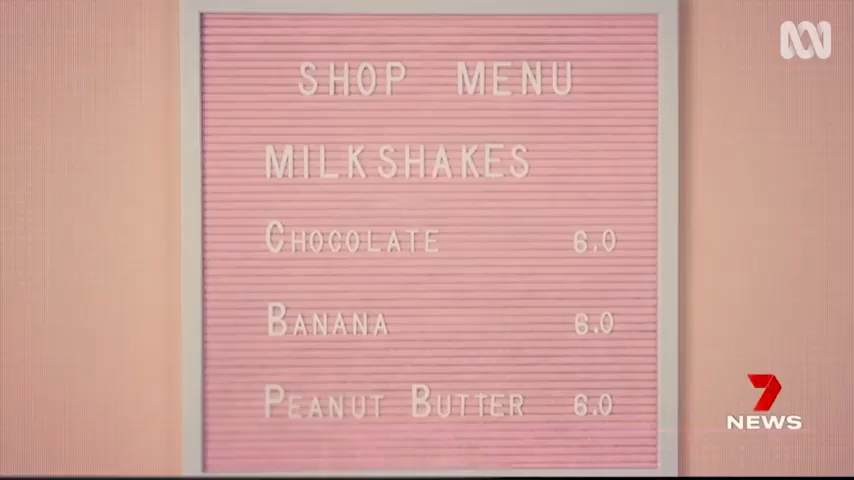 SHOP MENU
MILKSHAKES
CHOCOLATE 6.0
BANANA 6.0
PEANUT BUTTER 6.0
7
NEWS